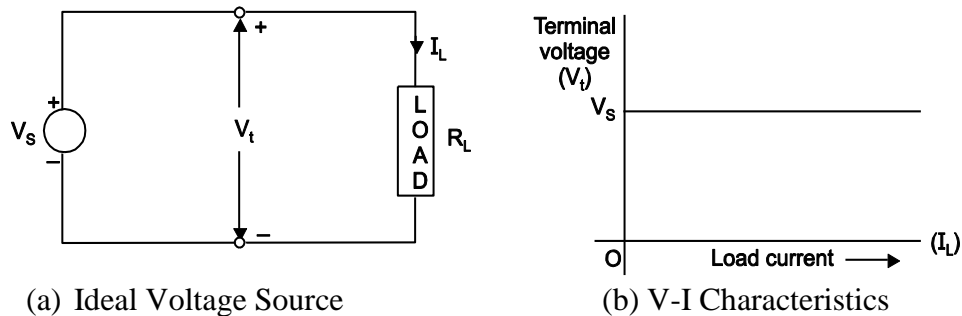 +
I_L
V_S
+
−
V_t
L
O
A
D
R_L
−
(a) Ideal Voltage Source
Terminal
voltage
(V_t)
V_S
O
Load current
(I_L)
(b) V-I Characteristics